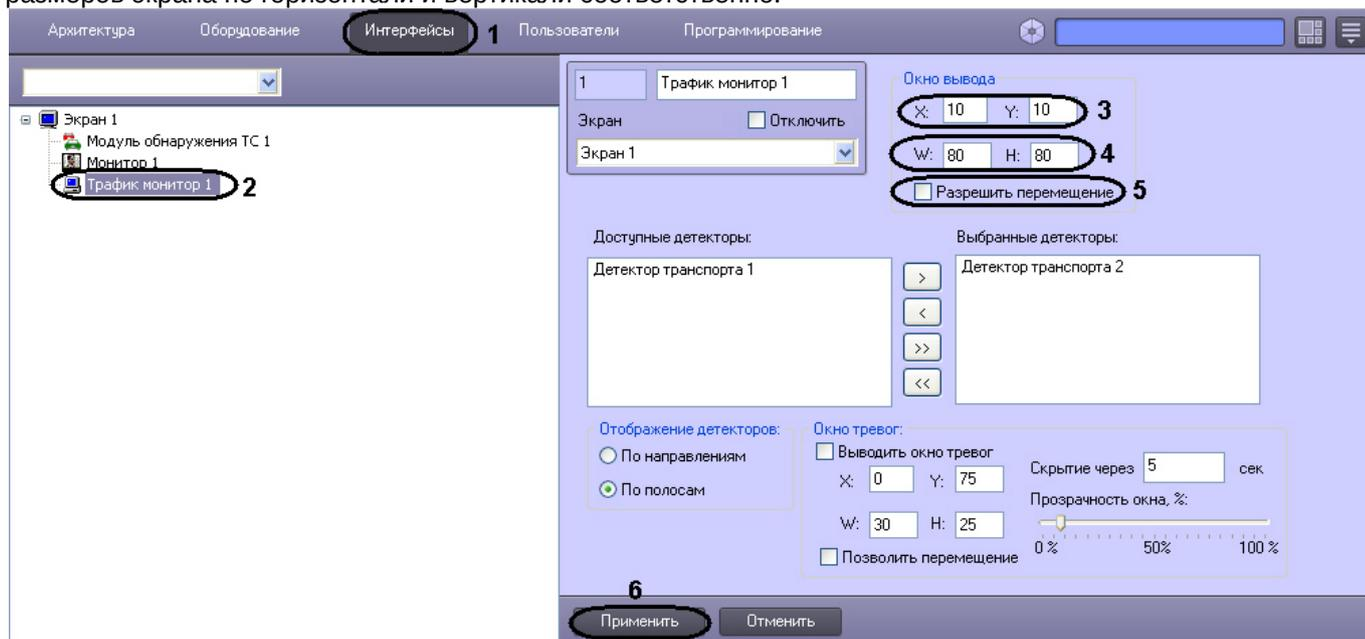 размеров экрана по горизонтали и вертикали соответственно.
Архитектура Оборудование Интерфейсы 1 Пользователи Программирование
1 Трафик монитор 1
Экран Отключить
Экран 1
Окно вывода
X: 10 Y: 10 3
W: 80 H: 80 4
Разрешить перемещение 5
Экран 1
Модуль обнаружения ТС 1
Монитор 1
Трафик монитор 1 2
Доступные детекторы: Выбранные детекторы:
Детектор транспорта 1 > Детектор транспорта 2
<
>>
<<
Отображение детекторов:
По направлениям
По полосам
Окно тревог:
Выводить окно тревог
X: 0 Y: 75
W: 30 H: 25
Позволить перемещение
Скрытие через 5 сек
Прозрачность окна, %:
0 % 50% 100 %
6
Применить Отменить